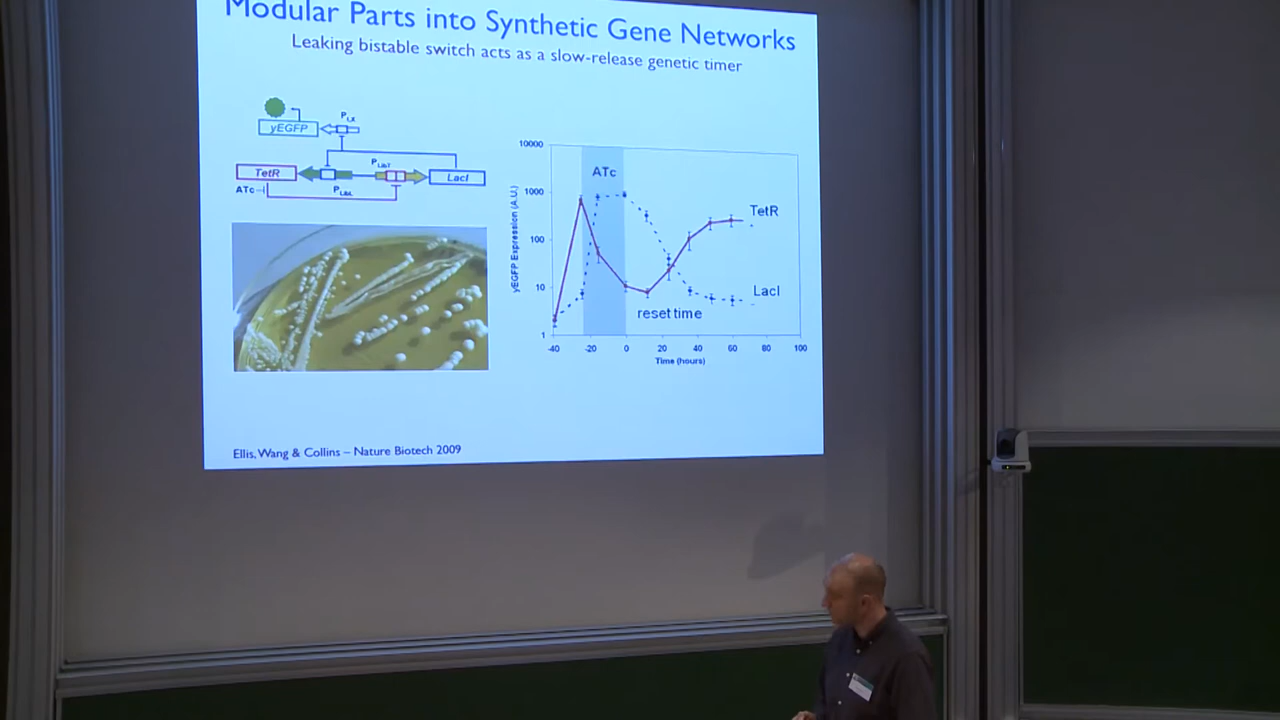 Modular Parts into Synthetic Gene Networks
Leaking bistable switch acts as a slow-release genetic timer
yEGFP
TetR
LacI
ATc
10000
1000
100
10
1
yEGFP Expression (A.U.)
ATc
TetR
LacI
reset time
-40 -20 0 20 40 60 80 100
Time (hours)
Ellis, Wang & Collins – Nature Biotech 2009